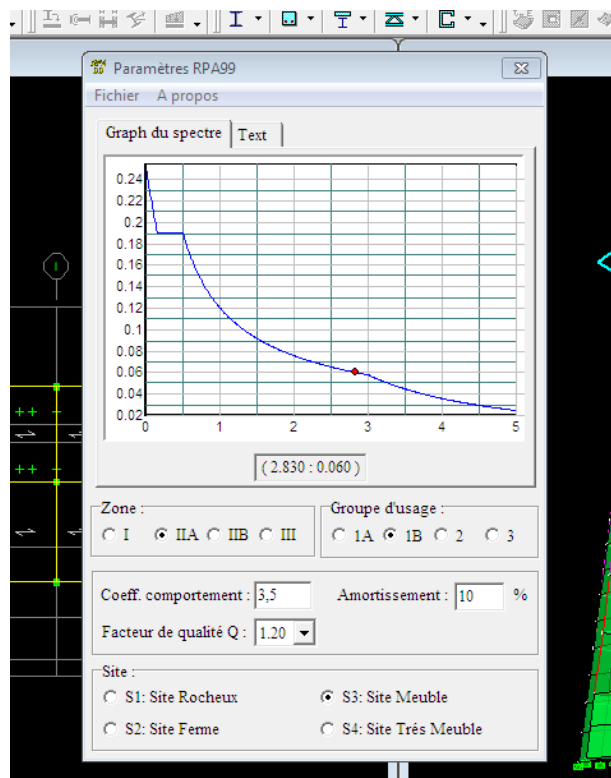 Paramètres RPA99
Fichier A propos
Graph du spectre Text
0.24
0.22
0.2
0.18
0.16
0.14
0.12
0.1
0.08
0.06
0.04
0.02
0 1 2 3 4 5
( 2.830 : 0.060 )
Zone :
I IIA IIB III
Groupe d'usage :
1A 1B 2 3
Coeff. comportement : 3,5 Amortissement : 10 %
Facteur de qualité Q : 1.20
Site :
S1: Site Rocheux S3: Site Meuble
S2: Site Ferme S4: Site Trés Meuble